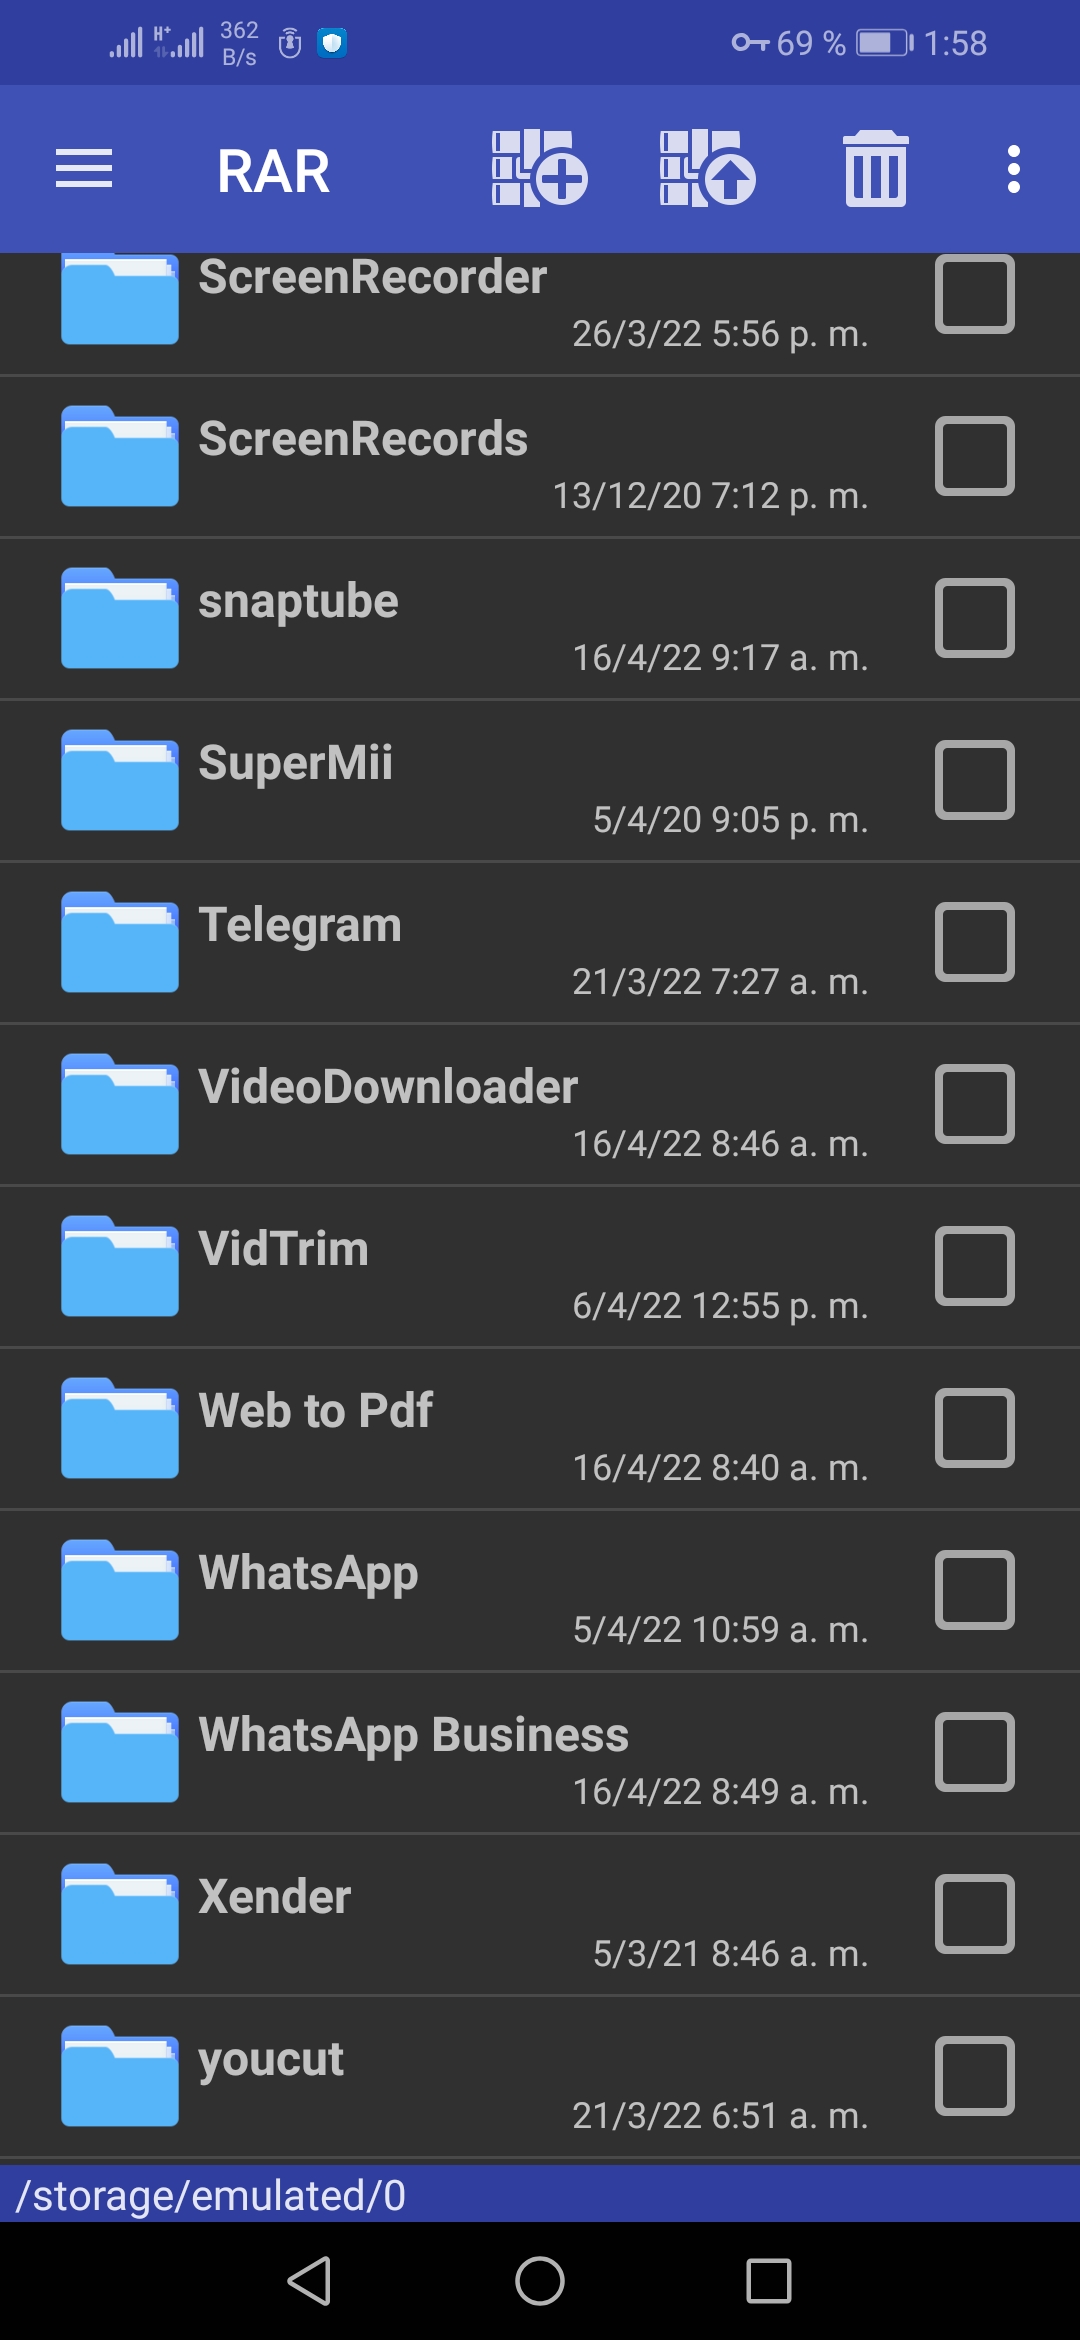 H+ 362 B/s 69 % 1:58
RAR
ScreenRecorder
26/3/22 5:56 p. m.
ScreenRecords
13/12/20 7:12 p. m.
snaptube
16/4/22 9:17 a. m.
SuperMii
5/4/20 9:05 p. m.
Telegram
21/3/22 7:27 a. m.
VideoDownloader
16/4/22 8:46 a. m.
VidTrim
6/4/22 12:55 p. m.
Web to Pdf
16/4/22 8:40 a. m.
WhatsApp
5/4/22 10:59 a. m.
WhatsApp Business
16/4/22 8:49 a. m.
Xender
5/3/21 8:46 a. m.
youcut
21/3/22 6:51 a. m.
/storage/emulated/0